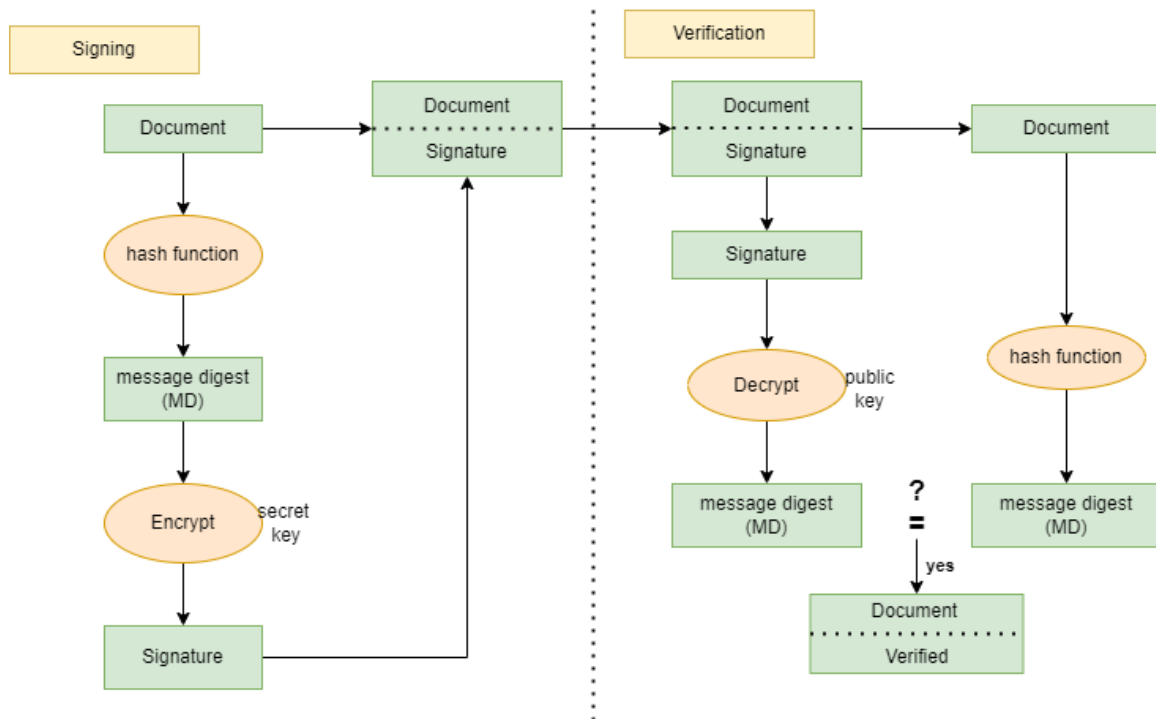 Signing
Document
hash function
message digest
(MD)
Encrypt
secret
key
Signature
Document
Signature
Verification
Document
Signature
Signature
Decrypt
public
key
message digest
(MD)
Document
hash function
message digest
(MD)
?
=
yes
Document
Verified